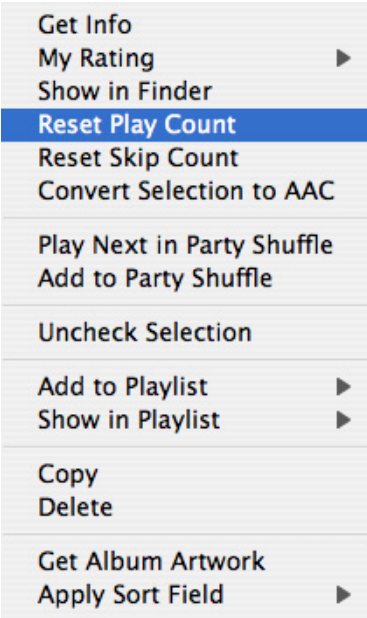 Get Info
My Rating
Show in Finder
Reset Play Count
Reset Skip Count
Convert Selection to AAC
Play Next in Party Shuffle
Add to Party Shuffle
Uncheck Selection
Add to Playlist
Show in Playlist
Copy
Delete
Get Album Artwork
Apply Sort Field